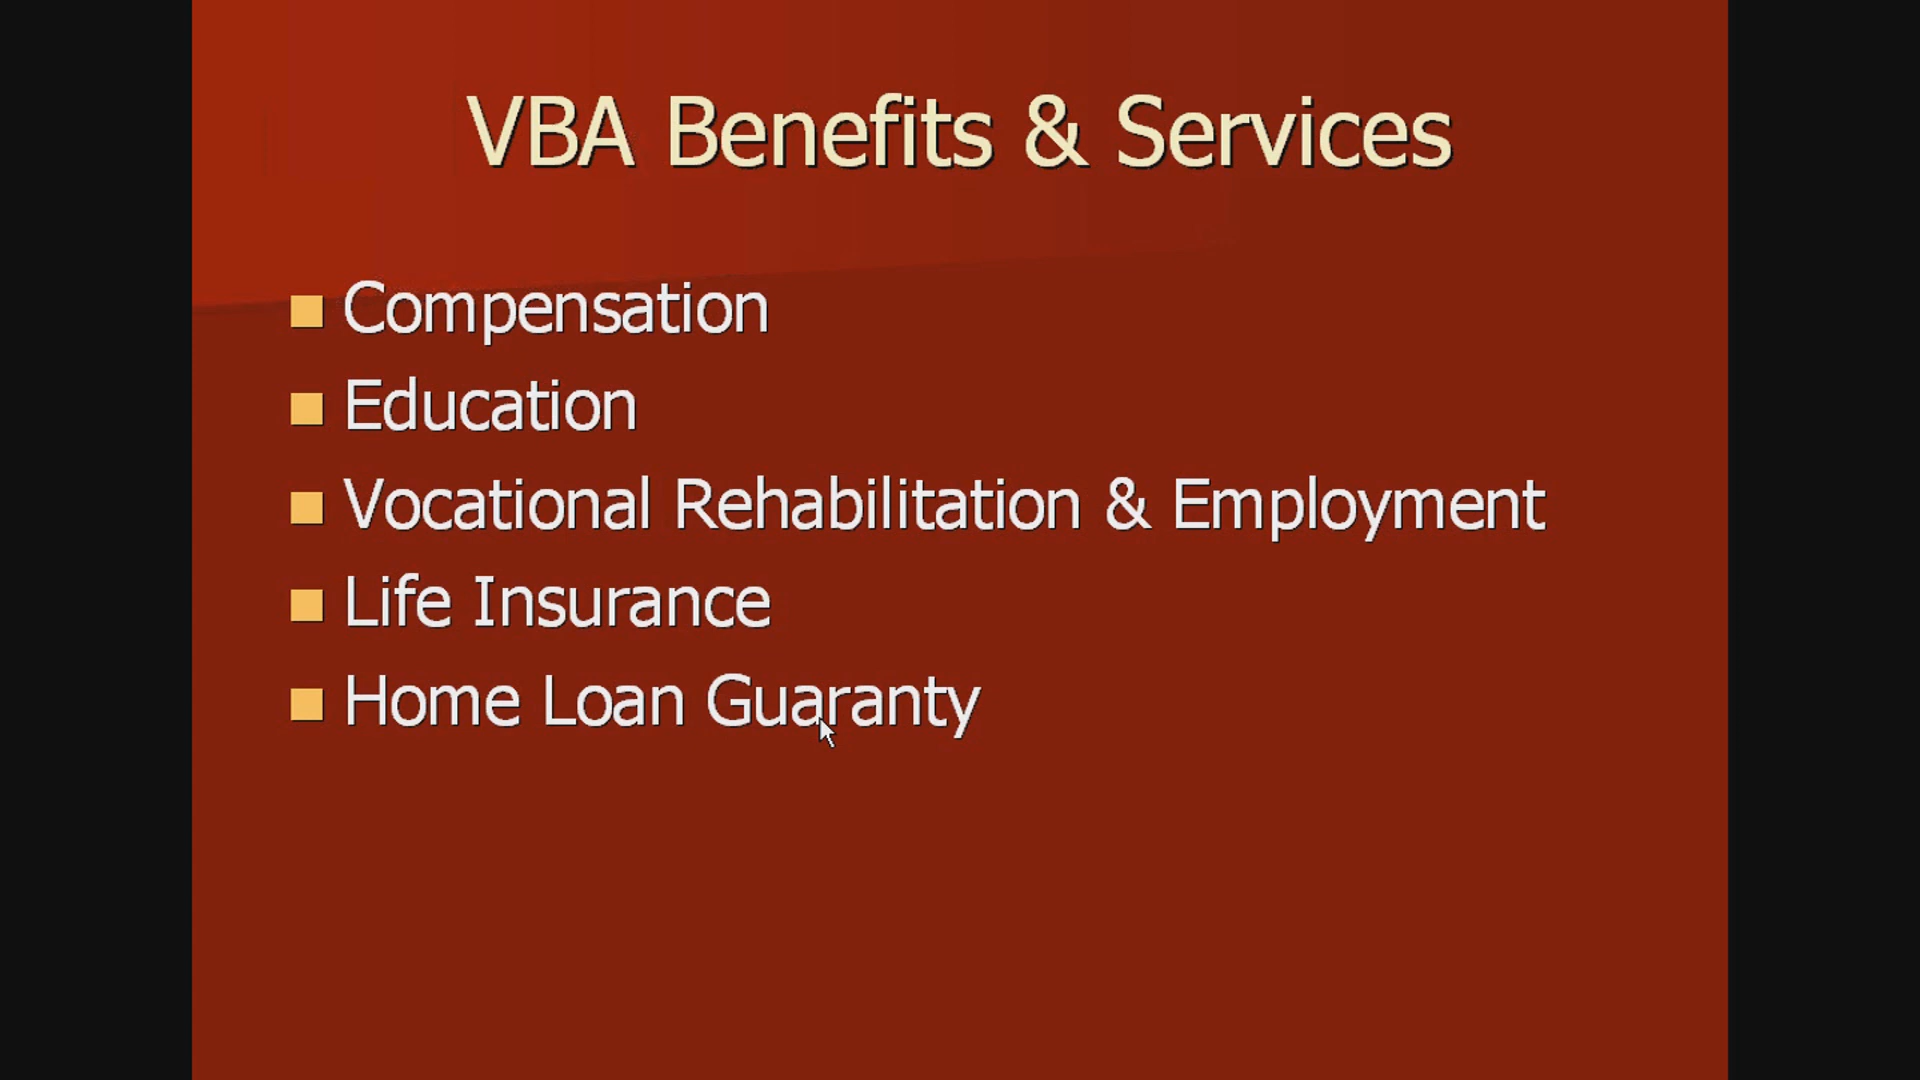 VBA Benefits & Services
Compensation
Education
Vocational Rehabilitation & Employment
Life Insurance
Home Loan Guaranty